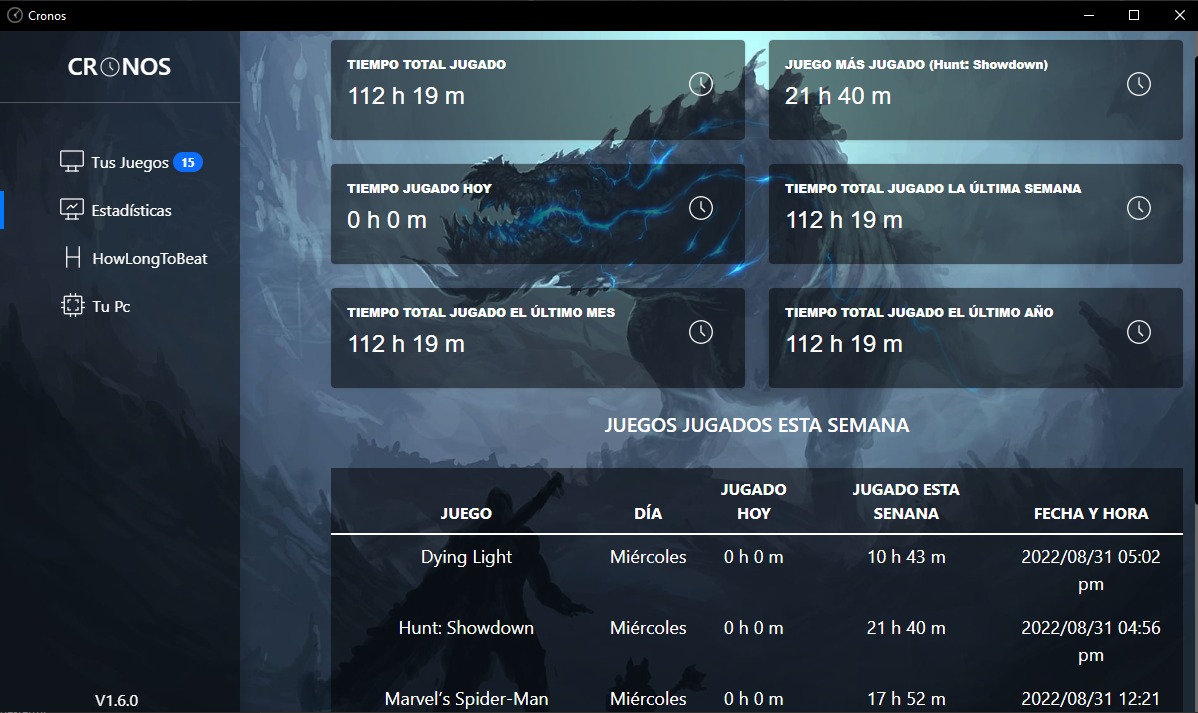 Cronos
CRONOS
Tus Juegos 15
Estadísticas
HowLongToBeat
Tu Pc
V1.6.0
TIEMPO TOTAL JUGADO
112 h 19 m
JUEGO MÁS JUGADO (Hunt: Showdown)
21 h 40 m
TIEMPO JUGADO HOY
0 h 0 m
TIEMPO TOTAL JUGADO LA ÚLTIMA SEMANA
112 h 19 m
TIEMPO TOTAL JUGADO EL ÚLTIMO MES
112 h 19 m
TIEMPO TOTAL JUGADO EL ÚLTIMO AÑO
112 h 19 m
JUEGOS JUGADOS ESTA SEMANA
JUEGO DÍA JUGADO HOY JUGADO ESTA SENANA FECHA Y HORA
Dying Light Miércoles 0 h 0 m 10 h 43 m 2022/08/31 05:02 pm
Hunt: Showdown Miércoles 0 h 0 m 21 h 40 m 2022/08/31 04:56 pm
Marvel’s Spider-Man Miércoles 0 h 0 m 17 h 52 m 2022/08/31 12:21